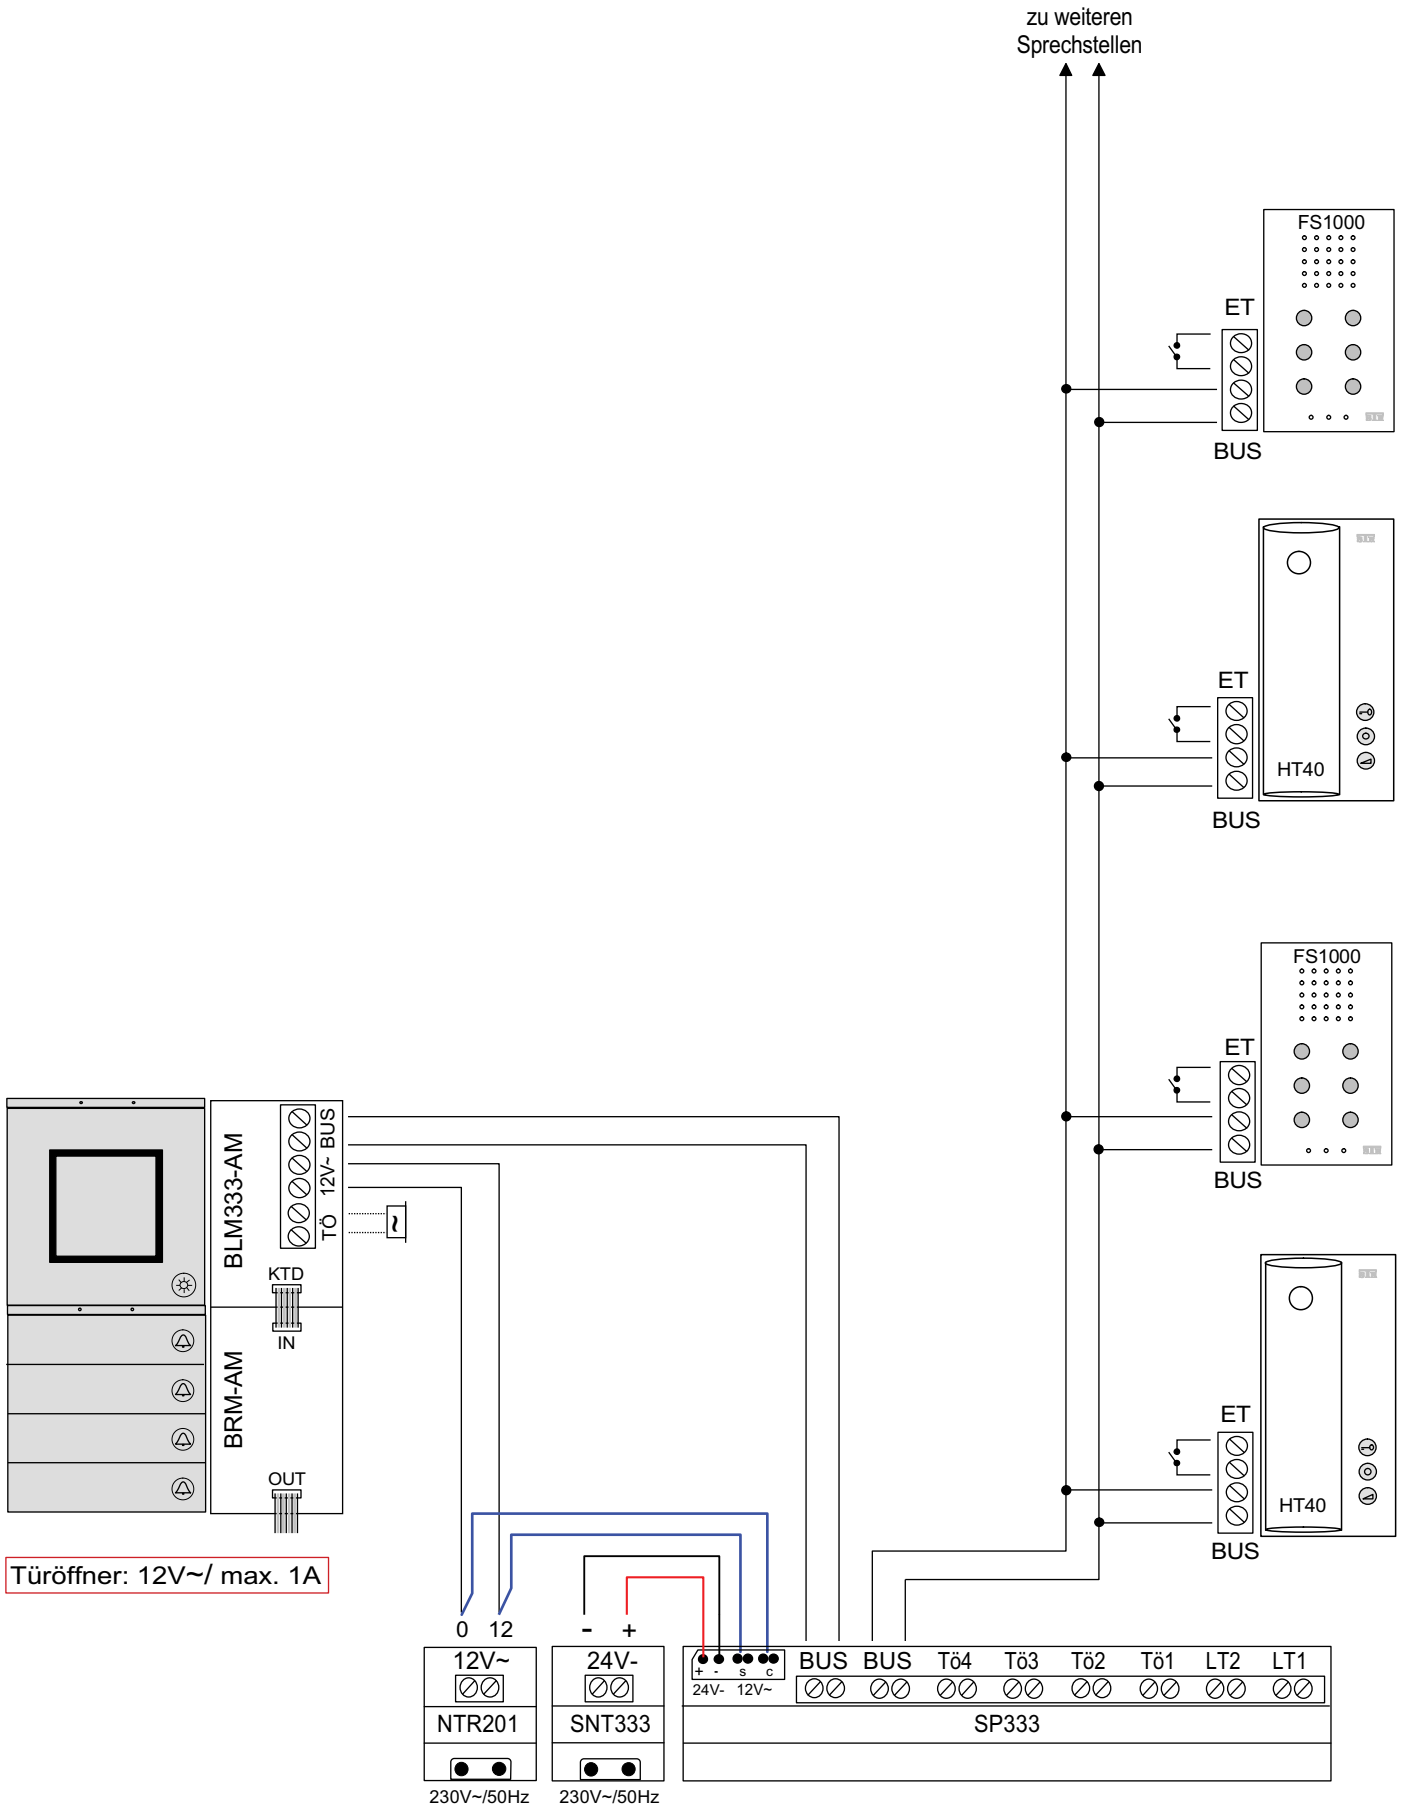 zu weiteren
Sprechstellen
FS1000
ET
BUS
ET
HT40
BUS
FS1000
ET
BUS
BLM333-AM
BUS
12V~
TÖ
~
KTD
IN
BRM-AM
OUT
ET
HT40
BUS
Türöffner: 12V~/ max. 1A
0 12
- +
12V~
24V-
+ - s c
24V- 12V~
BUS BUS Tö4 Tö3 Tö2 Tö1 LT2 LT1
NTR201
SNT333
SP333
230V~/50Hz
230V~/50Hz